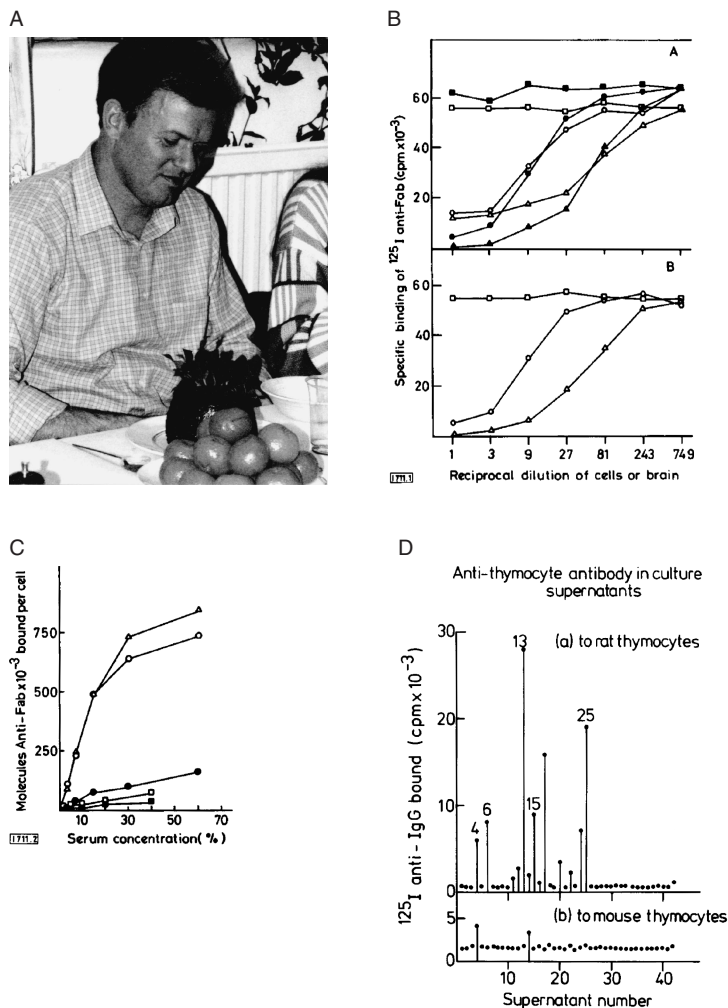 A
B
A
60
40
20
B
60
40
20
Specific binding of ¹²⁵I anti-Fab (cpm x 10⁻³)
1 3 9 27 81 243 749
1711.1
Reciprocal dilution of cells or brain
C
750
500
250
Molecules Anti-Fab x 10⁻³ bound per cell
10 20 30 40 50 60
1711.2
Serum concentration (%)
D
Anti-thymocyte antibody in culture
supernatants
30
20
10
0
(a) to rat thymocytes
13
25
15
6
4
¹²⁵I anti - IgG bound (cpm x 10⁻³)
5
0
(b) to mouse thymocytes
10 20 30 40
Supernatant number